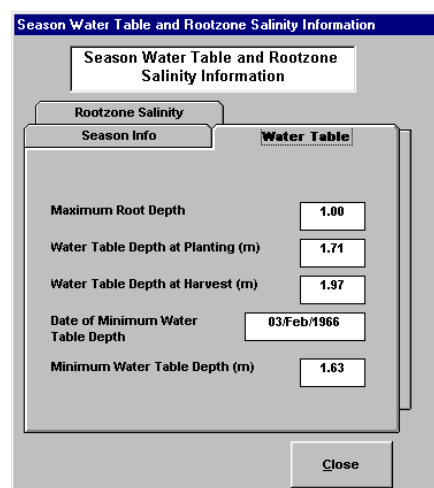 Season Water Table and Rootzone Salinity Information
Season Water Table and Rootzone
Salinity Information
Rootzone Salinity
Season Info
Water Table
Maximum Root Depth
1.00
Water Table Depth at Planting (m)
1.71
Water Table Depth at Harvest (m)
1.97
Date of Minimum Water
Table Depth
03/Feb/1966
Minimum Water Table Depth (m)
1.63
Close